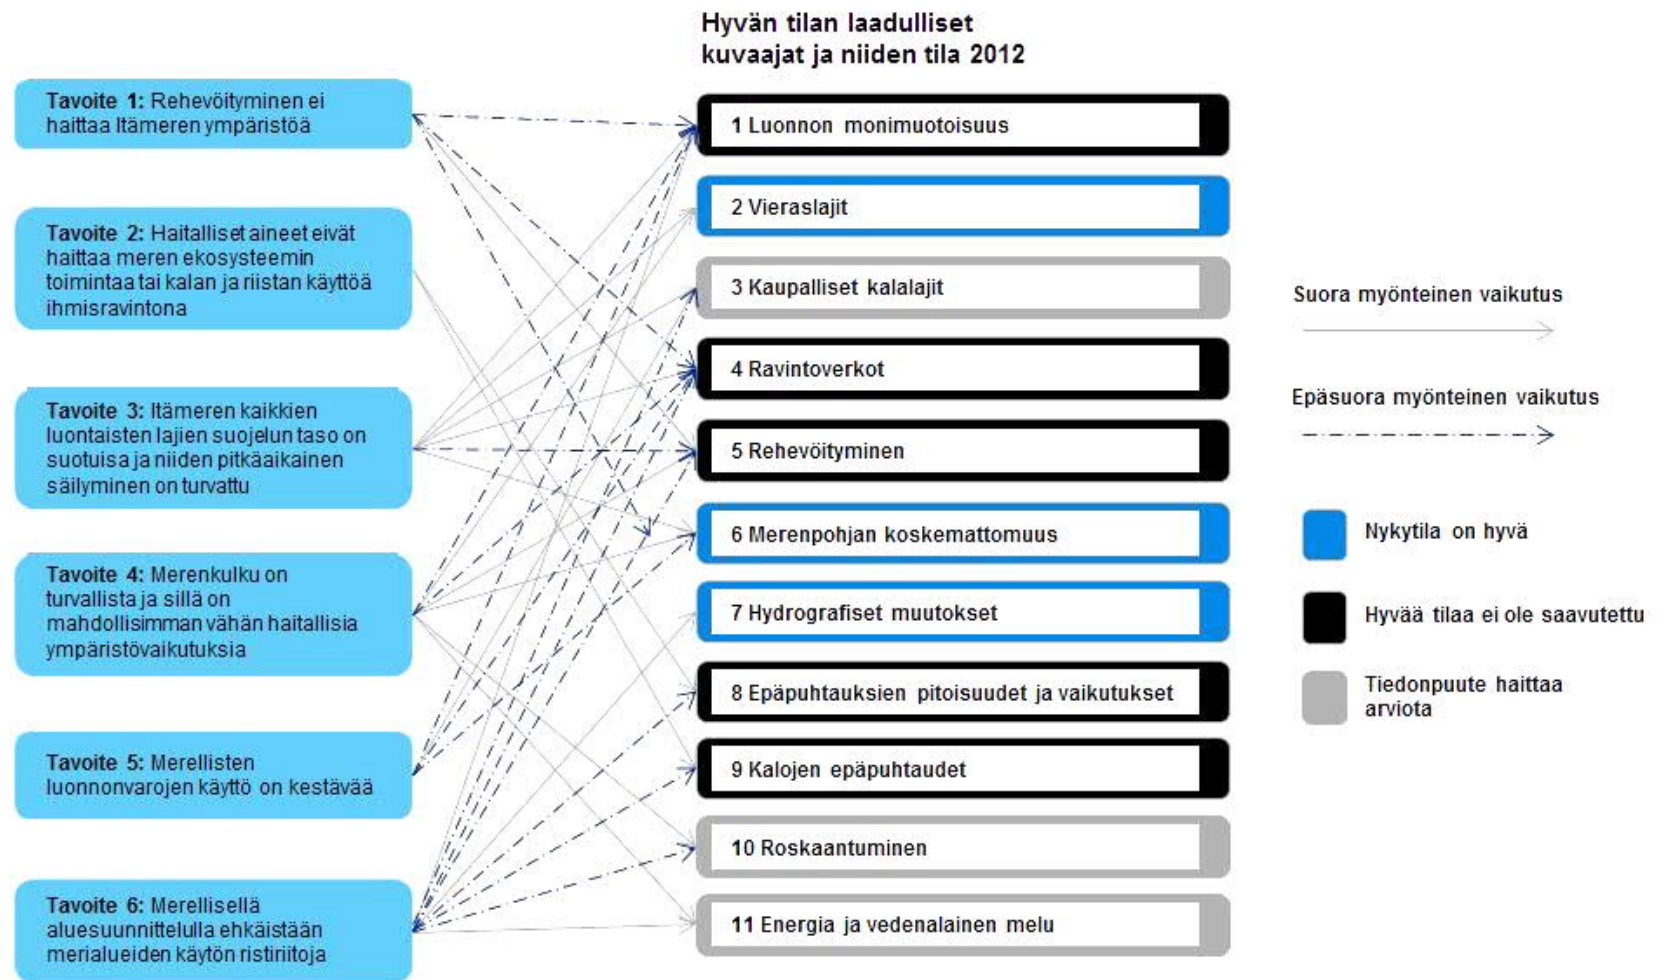 Hyvän tilan laadulliset
kuvaajat ja niiden tila 2012
Tavoite 1: Rehevöityminen ei
haittaa Itämeren ympäristöä
Tavoite 2: Haitalliset aineet eivät
haittaa meren ekosysteemin
toimintaa tai kalan ja riistan käyttöä
ihmisravintona
Tavoite 3: Itämeren kaikkien
luontaisten lajien suojelun taso on
suotuisa ja niiden pitkäaikainen
säilyminen on turvattu
Tavoite 4: Merenkulku on
turvallista ja sillä on
mahdollisimman vähän haitallisia
ympäristövaikutuksia
Tavoite 5: Merellisten
luonnonvarojen käyttö on kestävää
Tavoite 6: Merellisellä
aluesuunnittelulla ehkäistään
merialueiden käytön ristiriitoja
1 Luonnon monimuotoisuus
2 Vieraslajit
3 Kaupalliset kalalajit
4 Ravintoverkot
5 Rehevöityminen
6 Merenpohjan koskemattomuus
7 Hydrografiset muutokset
8 Epäpuhtauksien pitoisuudet ja vaikutukset
9 Kalojen epäpuhtaudet
10 Roskaantuminen
11 Energia ja vedenalainen melu
Suora myönteinen vaikutus
Epäsuora myönteinen vaikutus
Nykytila on hyvä
Hyvää tilaa ei ole saavutettu
Tiedonpuute haittaa
arviota